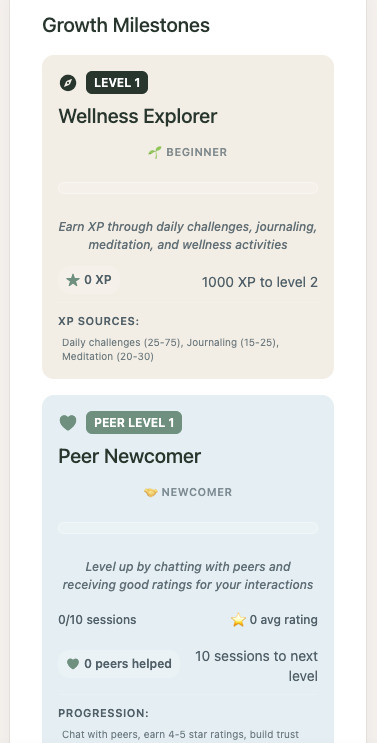 Growth Milestones
LEVEL 1
Wellness Explorer
🌱 BEGINNER
Earn XP through daily challenges, journaling,
meditation, and wellness activities
0 XP
1000 XP to level 2
XP SOURCES:
Daily challenges (25-75), Journaling (15-25),
Meditation (20-30)
PEER LEVEL 1
Peer Newcomer
🤝 NEWCOMER
Level up by chatting with peers and
receiving good ratings for your interactions
0/10 sessions
⭐ 0 avg rating
0 peers helped
10 sessions to next
level
PROGRESSION:
Chat with peers, earn 4-5 star ratings, build trust